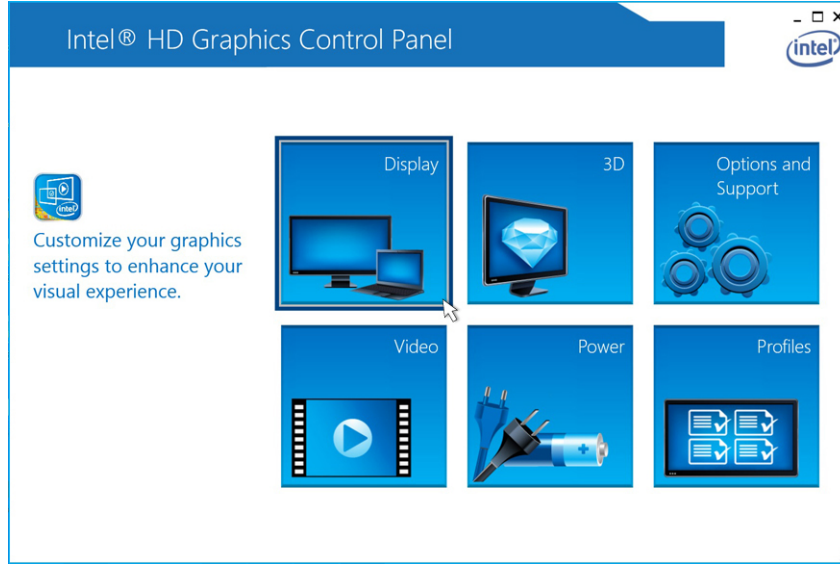 Intel® HD Graphics Control Panel
intel
Display
3D
Options and
Support
intel
Customize your graphics
settings to enhance your
visual experience.
Video
Power
Profiles